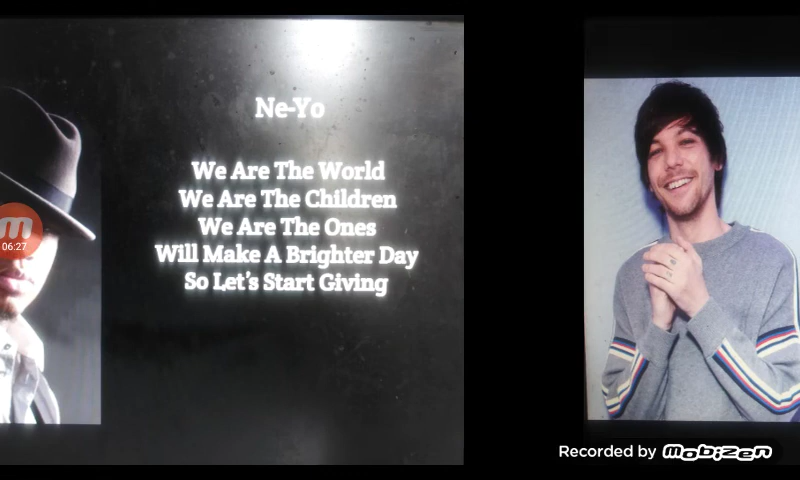 Ne-Yo
We Are The World
We Are The Children
We Are The Ones
Will Make A Brighter Day
So Let's Start Giving
m
06:27
Recorded by mobizen